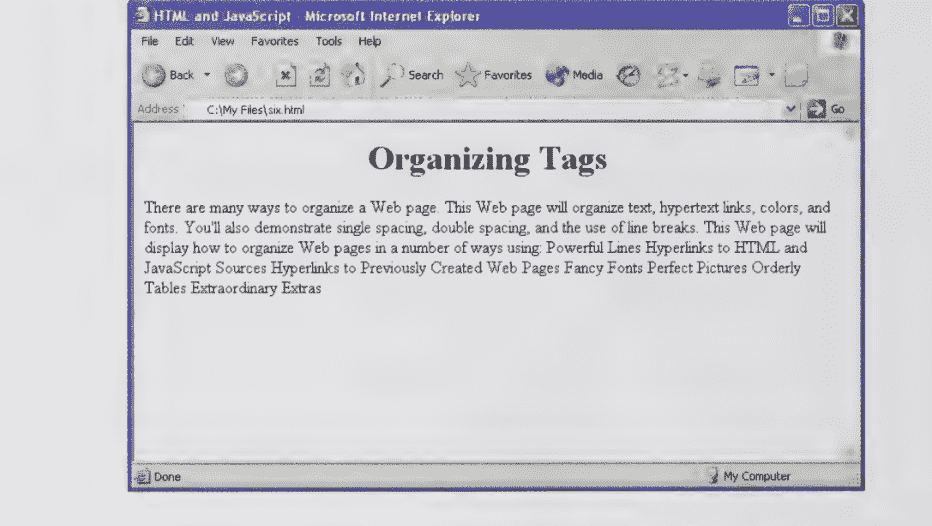 HTML and JavaScript - Microsoft Internet Explorer
File Edit View Favorites Tools Help
Back Search Favorites Media
Address C:\My Files\six.html Go
Organizing Tags
There are many ways to organize a Web page. This Web page will organize text, hypertext links, colors, and
fonts. You'll also demonstrate single spacing, double spacing, and the use of line breaks. This Web page will
display how to organize Web pages in a number of ways using: Powerful Lines Hyperlinks to HTML and
JavaScript Sources Hyperlinks to Previously Created Web Pages Fancy Fonts Perfect Pictures Orderly
Tables Extraordinary Extras
Done My Computer